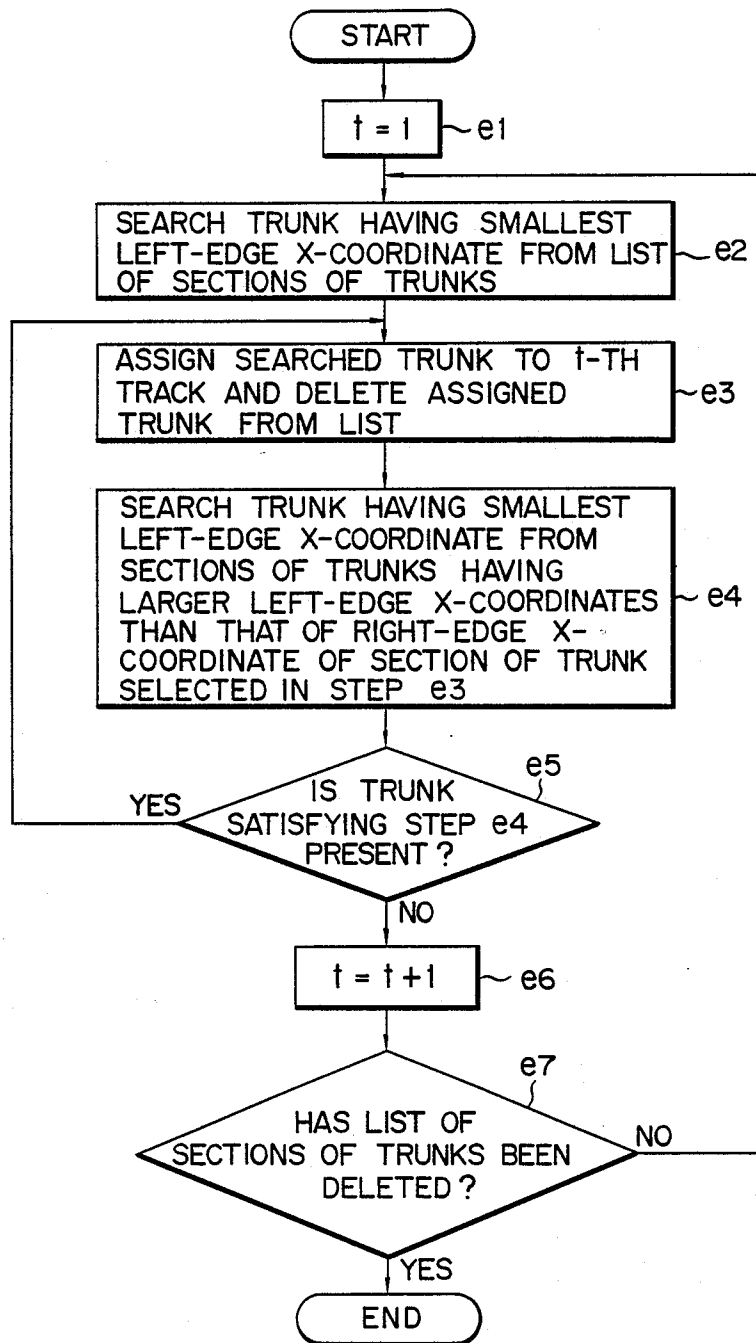 START
t = 1
e1
SEARCH TRUNK HAVING SMALLEST
LEFT-EDGE X-COORDINATE FROM LIST
OF SECTIONS OF TRUNKS
e2
ASSIGN SEARCHED TRUNK TO t-TH
TRACK AND DELETE ASSIGNED
TRUNK FROM LIST
e3
SEARCH TRUNK HAVING SMALLEST
LEFT-EDGE X-COORDINATE FROM
SECTIONS OF TRUNKS HAVING
LARGER LEFT-EDGE X-COORDINATES
THAN THAT OF RIGHT-EDGE X-
COORDINATE OF SECTION OF TRUNK
SELECTED IN STEP e3
e4
e5
YES
IS TRUNK
SATISFYING STEP e4
PRESENT ?
NO
t = t+1
e6
e7
HAS LIST OF
SECTIONS OF TRUNKS BEEN
DELETED ?
NO
YES
END